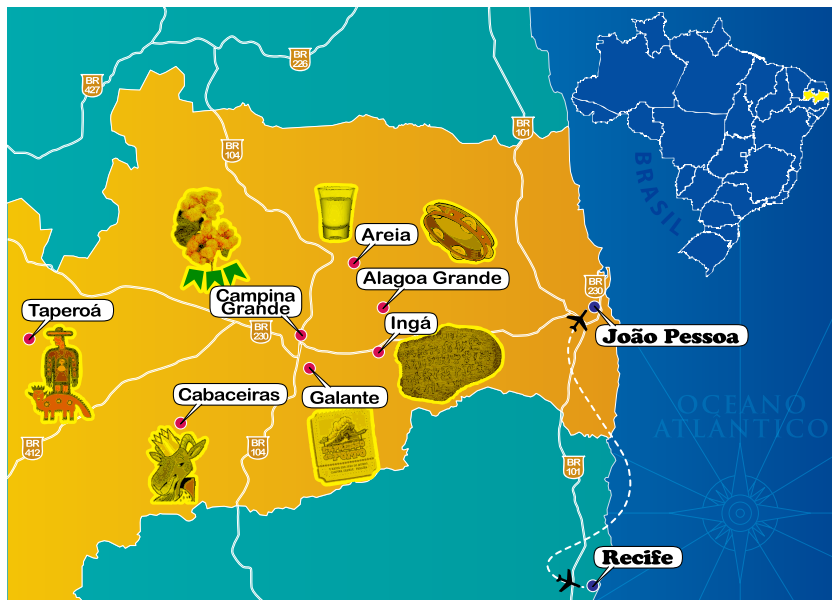 BR
226
BR
427
BR
101
BR
104
BRASIL
Areia
Alagoa Grande
Campina
Grande
BR
230
Taperoá
Ingá
BR
230
João Pessoa
Galante
Cabaceiras
OCEANO
ATLANTICO
BR
412
BR
104
BR
101
Recife